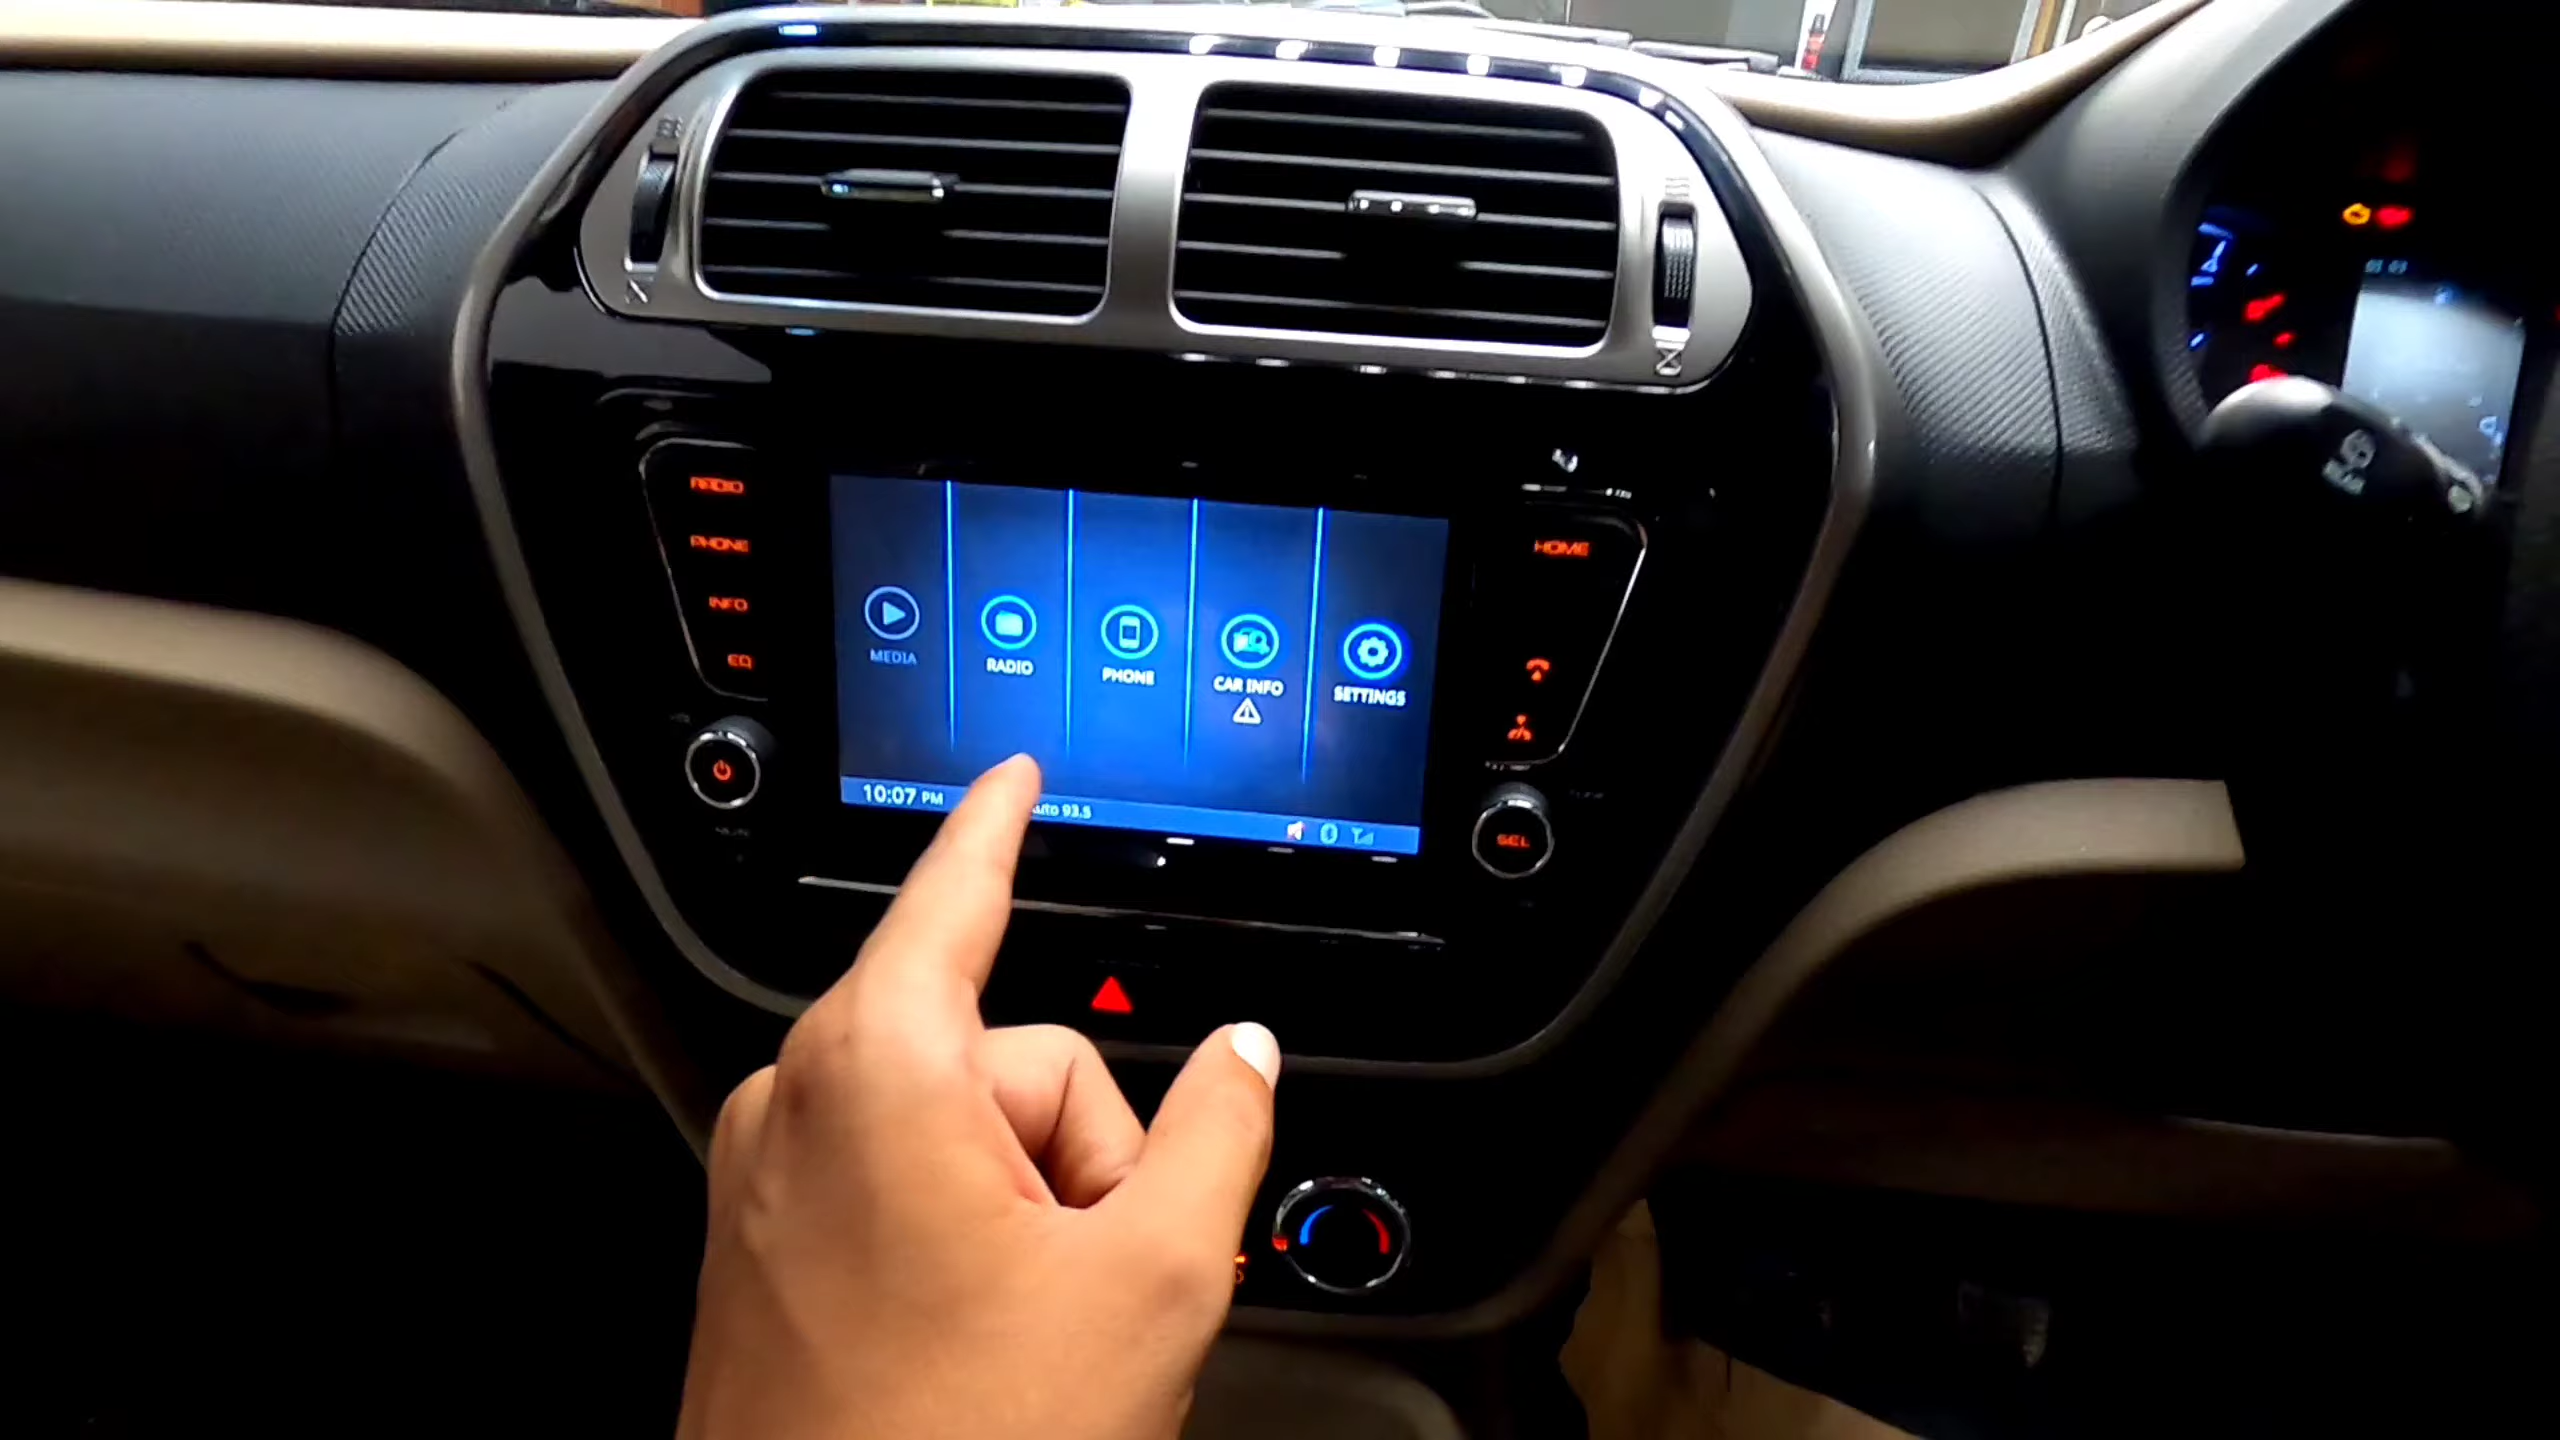 RADIO
PHONE
INFO
EQ
HOME
SEL
MEDIA
RADIO
PHONE
CAR INFO
SETTINGS
10:07 PM
93.5